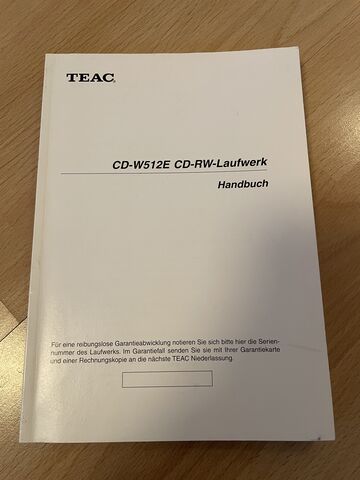 TEAC®
CD-W512E CD-RW-Laufwerk
Handbuch
Für eine reibungslose Garantieabwicklung notieren Sie sich bitte hier die Serien-
nummer des Laufwerks. Im Garantiefall senden Sie sie mit Ihrer Garantiekarte
und einer Rechnungskopie an die nächste TEAC Niederlassung.